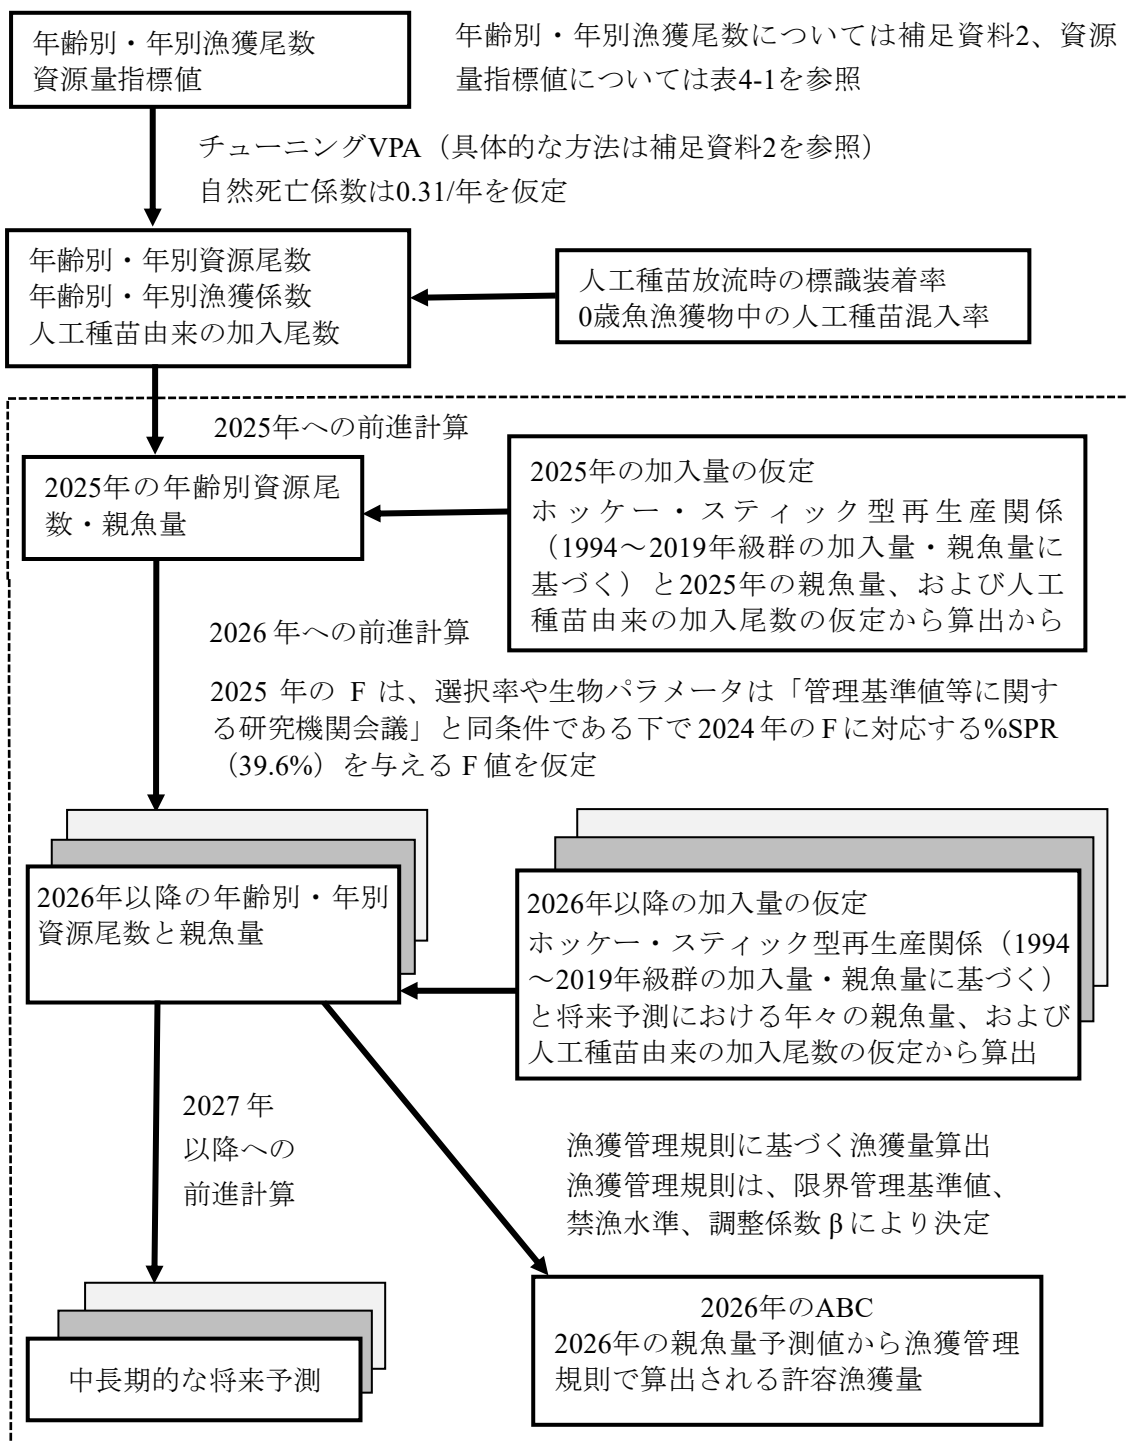 年齢別・年別漁獲尾数
資源量指標値
年齢別・年別漁獲尾数については補足資料2、資源
量指標値については表4-1を参照
チューニングVPA（具体的な方法は補足資料2を参照）
自然死亡係数は0.31/年を仮定
年齢別・年別資源尾数
年齢別・年別漁獲係数
人工種苗由来の加入尾数
人工種苗放流時の標識装着率
0歳魚漁獲物中の人工種苗混入率
2025年への前進計算
2025年の年齢別資源尾
数・親魚量
2025年の加入量の仮定
ホッケー・スティック型再生産関係
（1994～2019年級群の加入量・親魚量に
基づく）と2025年の親魚量、および人工
種苗由来の加入尾数の仮定から算出から
2026 年への前進計算
2025 年の F は、選択率や生物パラメータは「管理基準値等に関す
る研究機関会議」と同条件である下で 2024 年の F に対応する%SPR
（39.6%）を与える F 値を仮定
2026年以降の年齢別・年別
資源尾数と親魚量
2026年以降の加入量の仮定
ホッケー・スティック型再生産関係（1994
～2019年級群の加入量・親魚量に基づく）
と将来予測における年々の親魚量、および
人工種苗由来の加入尾数の仮定から算出
2027 年
以降への
前進計算
漁獲管理規則に基づく漁獲量算出
漁獲管理規則は、限界管理基準値、
禁漁水準、調整係数 β により決定
中長期的な将来予測
2026年のABC
2026年の親魚量予測値から漁獲管理
規則で算出される許容漁獲量